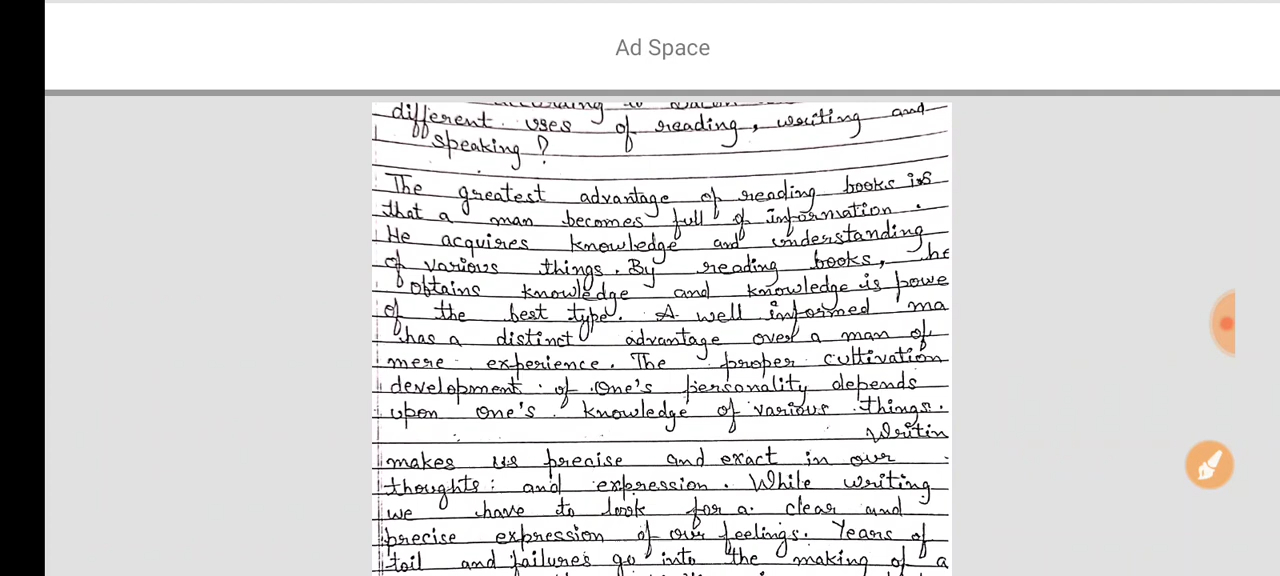 Ad Space
different uses of reading, writing and
speaking ?
The greatest advantage of reading books is
that a man becomes full of information.
He acquires knowledge and understanding
of various things. By reading books, he
obtains knowledge and knowledge is powe
of the best type. A well informed ma
has a distinct advantage over a man of
mere experience. The proper cultivation
development of one's personality depends
upon one's knowledge of various things.
Writin
makes us precise and exact in our
thoughts and expression. While writing
we have to look for a clear and
precise expression of our feelings. Years of
toil and failures go into the making of a